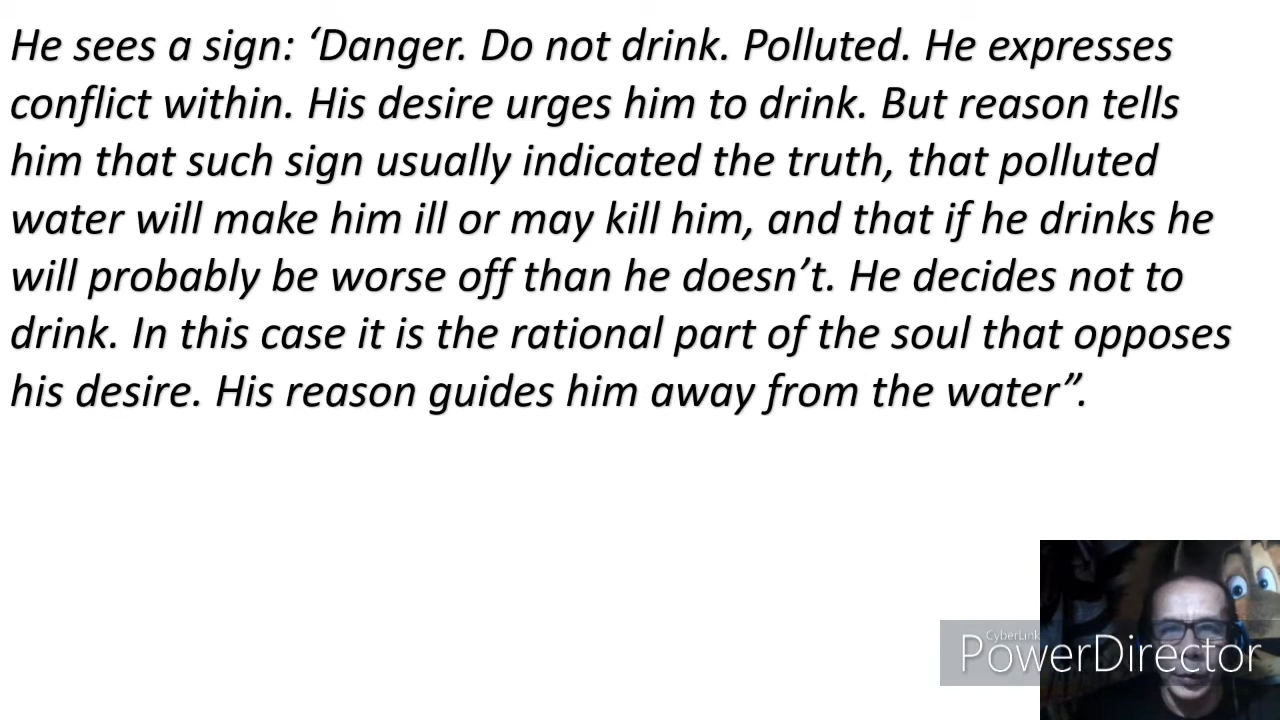 He sees a sign: ‘Danger. Do not drink. Polluted. He expresses
conflict within. His desire urges him to drink. But reason tells
him that such sign usually indicated the truth, that polluted
water will make him ill or may kill him, and that if he drinks he
will probably be worse off than he doesn’t. He decides not to
drink. In this case it is the rational part of the soul that opposes
his desire. His reason guides him away from the water”.
CyberLink
PowerDirector